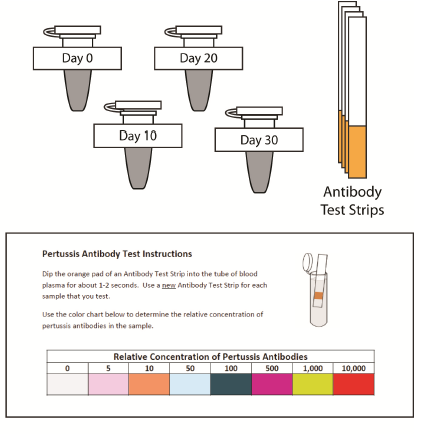 Day 0
Day 20
Day 10
Day 30
Antibody
Test Strips
Pertussis Antibody Test Instructions
Dip the orange pad of an Antibody Test Strip into the tube of blood
plasma for about 1-2 seconds. Use a new Antibody Test Strip for each
sample that you test.
Use the color chart below to determine the relative concentration of
pertussis antibodies in the sample.
Relative Concentration of Pertussis Antibodies
0 5 10 50 100 500 1,000 10,000